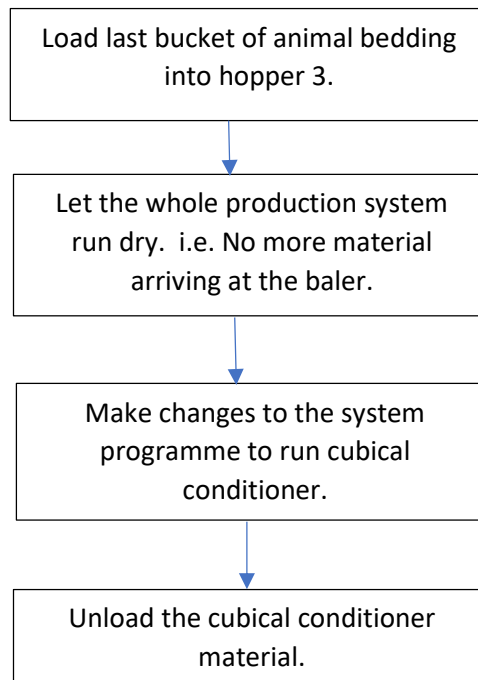 Load last bucket of animal bedding
into hopper 3.
Let the whole production system
run dry.  i.e. No more material
arriving at the baler.
Make changes to the system
programme to run cubical
conditioner.
Unload the cubical conditioner
material.